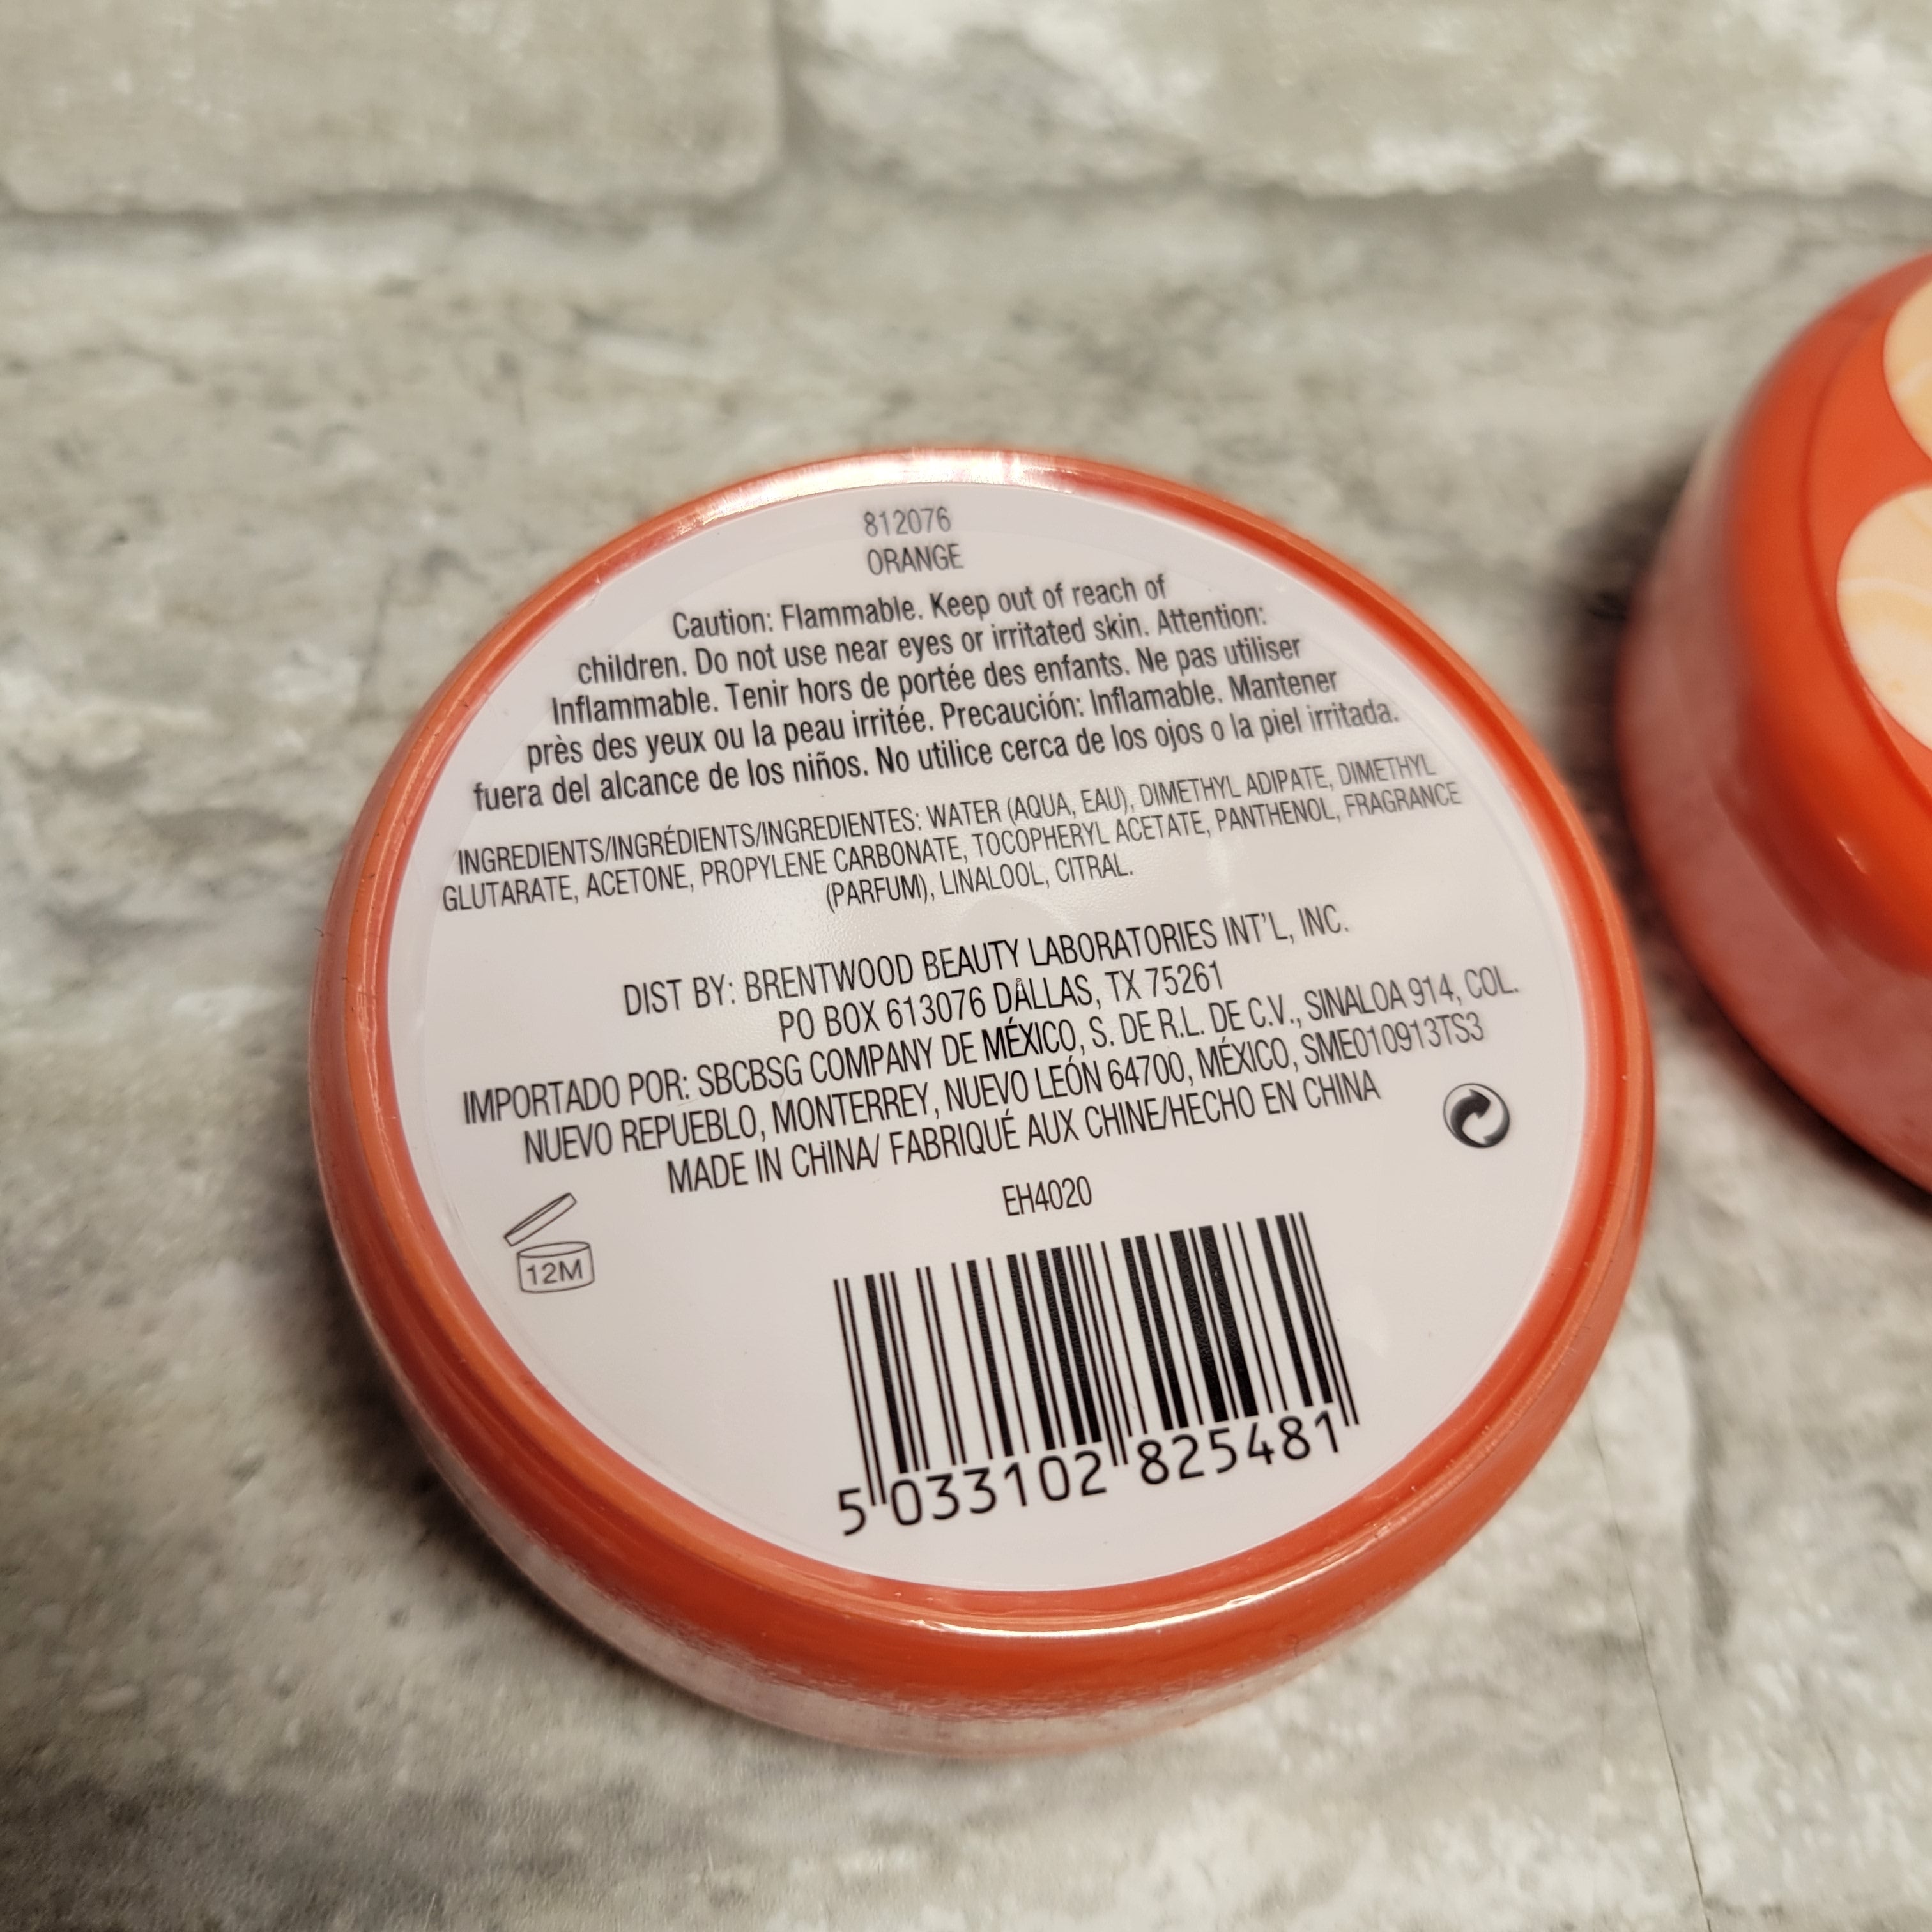 812076
ORANGE
Caution: Flammable. Keep out of reach of
children. Do not use near eyes or irritated skin. Attention:
Inflammable. Tenir hors de portée des enfants. Ne pas utiliser
près des yeux ou la peau irritée. Precaución: Inflamable. Mantener
fuera del alcance de los niños. No utilice cerca de los ojos o la piel irritada.
INGREDIENTS/INGRÉDIENTS/INGREDIENTES: WATER (AQUA, EAU), DIMETHYL ADIPATE, DIMETHYL
GLUTARATE, ACETONE, PROPYLENE CARBONATE, TOCOPHERYL ACETATE, PANTHENOL, FRAGRANCE
(PARFUM), LINALOOL, CITRAL.
DIST BY: BRENTWOOD BEAUTY LABORATORIES INT'L, INC.
PO BOX 613076 DALLAS, TX 75261
IMPORTADO POR: SBCBSG COMPANY DE MÉXICO, S. DE R.L. DE C.V., SINALOA 914, COL.
NUEVO REPUEBLO, MONTERREY, NUEVO LEÓN 64700, MÉXICO, SME010913TS3
MADE IN CHINA/ FABRIQUÉ AUX CHINE/HECHO EN CHINA
EH4020
12M
5 033102 825481